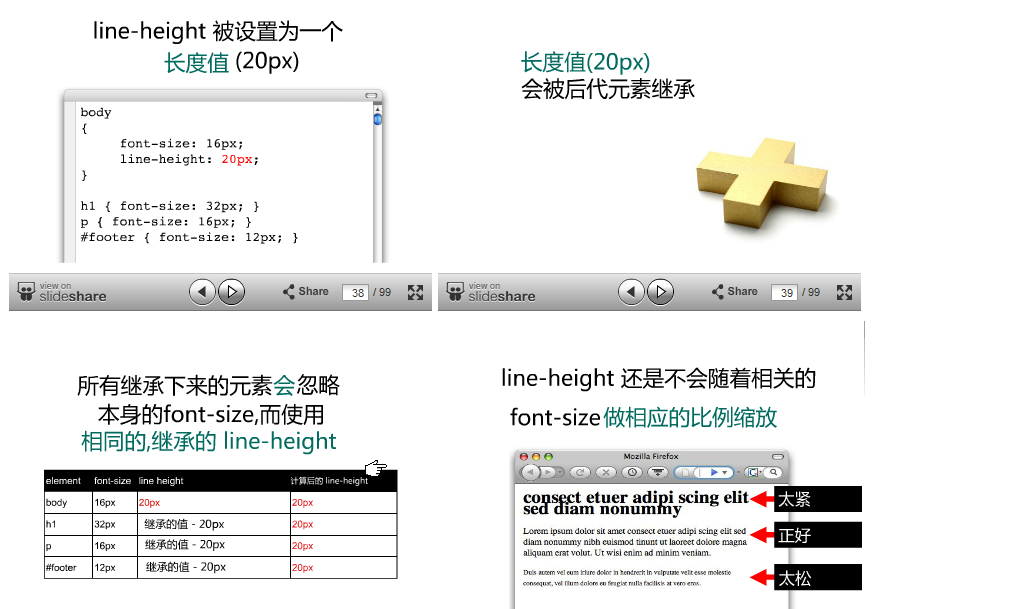 line-height 被设置为一个
长度值 (20px)
body
{
font-size: 16px;
line-height: 20px;
}
h1 { font-size: 32px; }
p { font-size: 16px; }
#footer { font-size: 12px; }
view on
slideshare
Share
38 / 99
长度值(20px)
会被后代元素继承
view on
slideshare
Share
39 / 99
所有继承下来的元素会忽略
本身的font-size,而使用
相同的,继承的 line-height
element font-size line height 计算后的 line-height
body 16px 20px 20px
h1 32px 继承的值 - 20px 20px
p 16px 继承的值 - 20px 20px
#footer 12px 继承的值 - 20px 20px
line-height 还是不会随着相关的
font-size做相应的比例缩放
Mozilla Firefox
consect etuer adipi scing elit
sed diam nonummy
太紧
Lorem ipsum dolor sit amet consect etuer adipi scing elit sed
diam nonummy nibh euismod tinunt ut laoreet dolore magna
aliquam erat volut. Ut wisi enim ad minim veniam.
正好
Duis autem vel eum iriure dolor in hendrerit in vulputate velit esse molestie
consequat, vel illum dolore eu feugiat nulla facilisis at vero eros.
太松